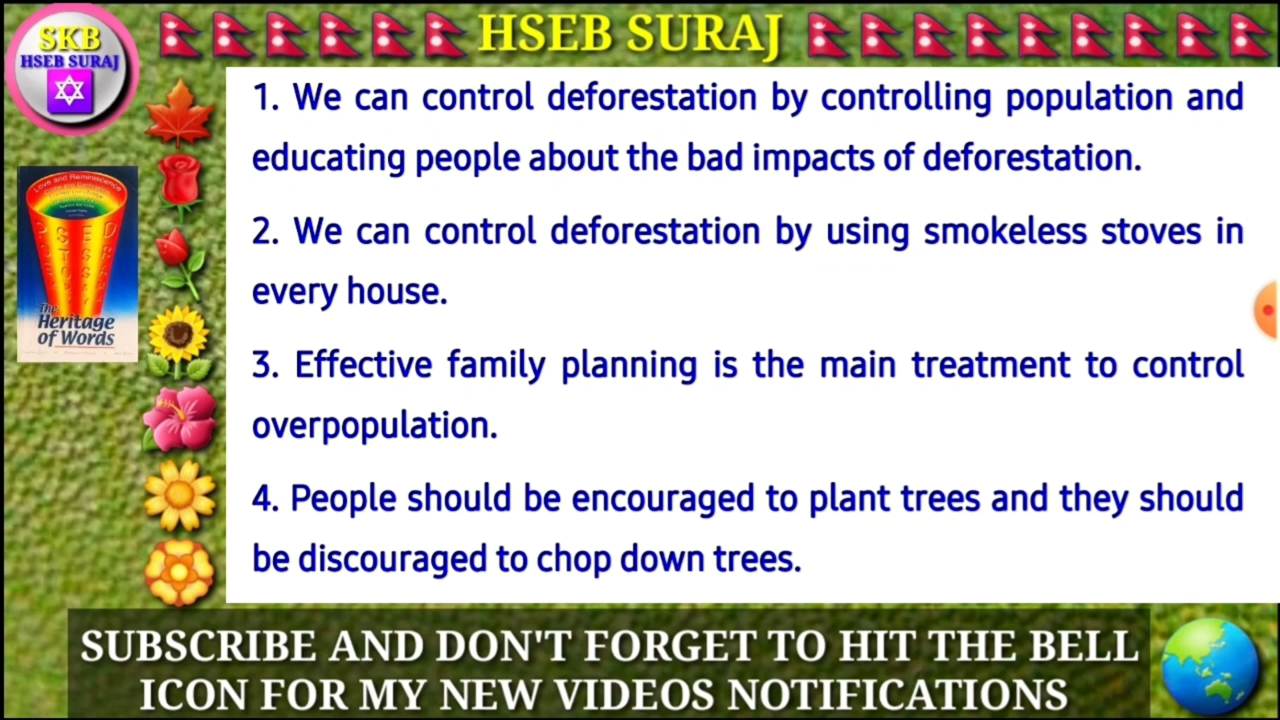 SKB
HSEB SURAJ
HSEB SURAJ
1. We can control deforestation by controlling population and
educating people about the bad impacts of deforestation.
2. We can control deforestation by using smokeless stoves in
every house.
3. Effective family planning is the main treatment to control
overpopulation.
4. People should be encouraged to plant trees and they should
be discouraged to chop down trees.
Love and Reminiscence
The
Heritage
of Words
SUBSCRIBE AND DON'T FORGET TO HIT THE BELL
ICON FOR MY NEW VIDEOS NOTIFICATIONS